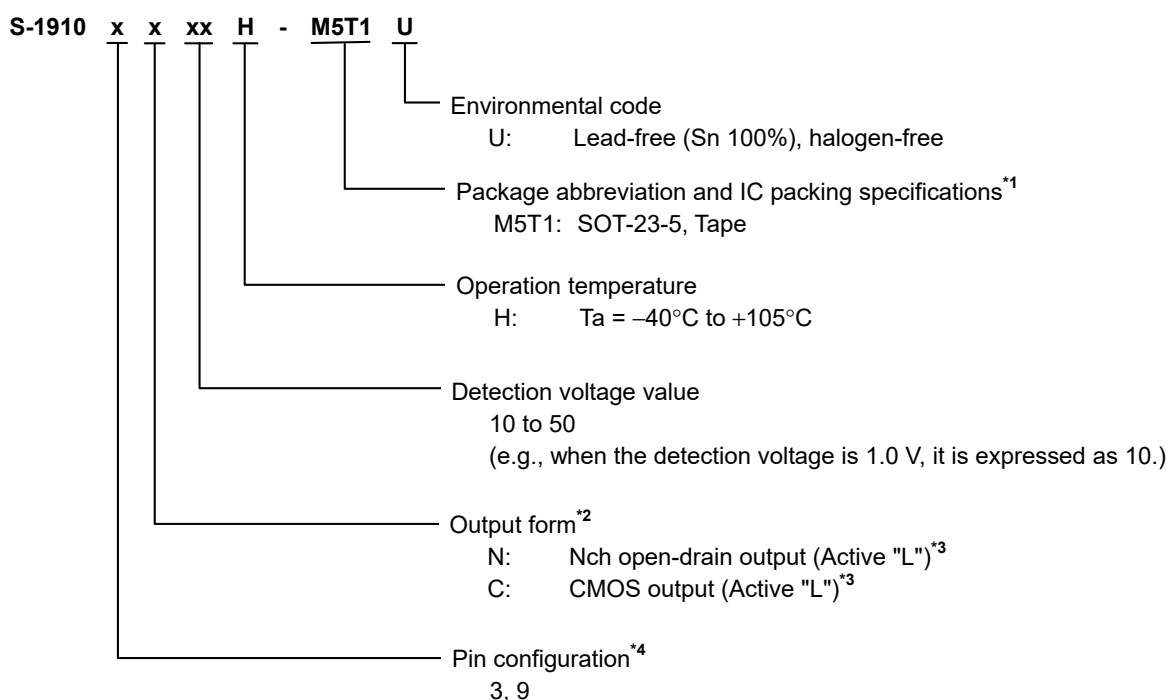 S-1910 x x xx H - M5T1 U
Environmental code
U: Lead-free (Sn 100%), halogen-free
Package abbreviation and IC packing specifications*1
M5T1: SOT-23-5, Tape
Operation temperature
H: Ta = −40°C to +105°C
Detection voltage value
10 to 50
(e.g., when the detection voltage is 1.0 V, it is expressed as 10.)
Output form*2
N: Nch open-drain output (Active "L")*3
C: CMOS output (Active "L")*3
Pin configuration*4
3, 9